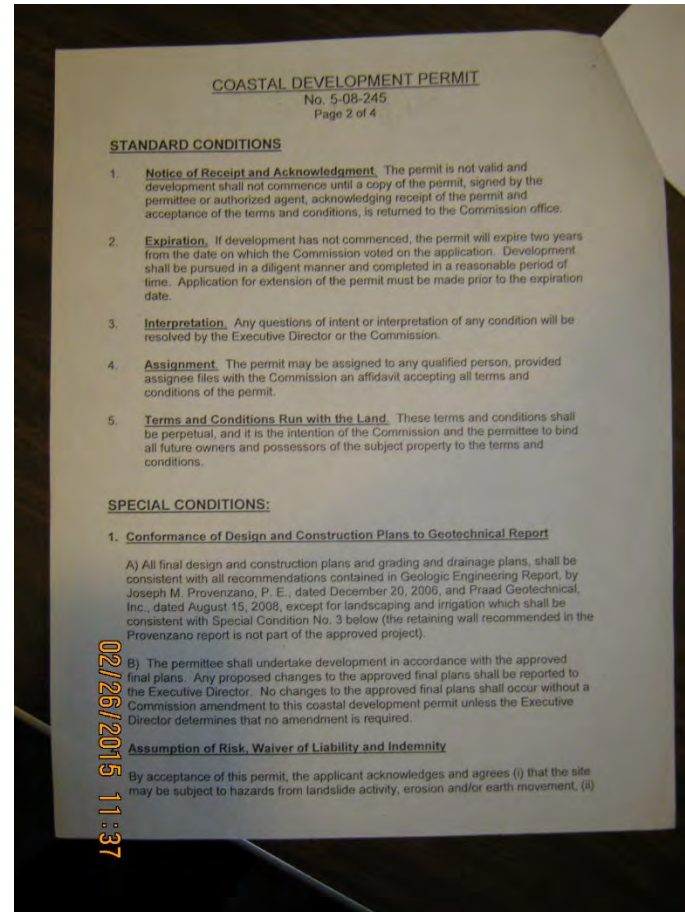 COASTAL DEVELOPMENT PERMIT
No. 5-08-245
Page 2 of 4
STANDARD CONDITIONS
1. Notice of Receipt and Acknowledgment. The permit is not valid and
development shall not commence until a copy of the permit, signed by the
permittee or authorized agent, acknowledging receipt of the permit and
acceptance of the terms and conditions, is returned to the Commission office.
2. Expiration. If development has not commenced, the permit will expire two years
from the date on which the Commission voted on the application. Development
shall be pursued in a diligent manner and completed in a reasonable period of
time. Application for extension of the permit must be made prior to the expiration
date.
3. Interpretation. Any questions of intent or interpretation of any condition will be
resolved by the Executive Director or the Commission.
4. Assignment. The permit may be assigned to any qualified person, provided
assignee files with the Commission an affidavit accepting all terms and
conditions of the permit.
5. Terms and Conditions Run with the Land. These terms and conditions shall
be perpetual, and it is the intention of the Commission and the permittee to bind
all future owners and possessors of the subject property to the terms and
conditions.
SPECIAL CONDITIONS:
1. Conformance of Design and Construction Plans to Geotechnical Report
A) All final design and construction plans and grading and drainage plans, shall be
consistent with all recommendations contained in Geologic Engineering Report, by
Joseph M. Provenzano, P. E., dated December 20, 2006, and Praad Geotechnical,
Inc., dated August 15, 2008, except for landscaping and irrigation which shall be
consistent with Special Condition No. 3 below (the retaining wall recommended in the
Provenzano report is not part of the approved project).
B) The permittee shall undertake development in accordance with the approved
final plans. Any proposed changes to the approved final plans shall be reported to
the Executive Director. No changes to the approved final plans shall occur without a
Commission amendment to this coastal development permit unless the Executive
Director determines that no amendment is required.
Assumption of Risk, Waiver of Liability and Indemnity
By acceptance of this permit, the applicant acknowledges and agrees (i) that the site
may be subject to hazards from landslide activity, erosion and/or earth movement, (ii)
02/26/2015 11:37